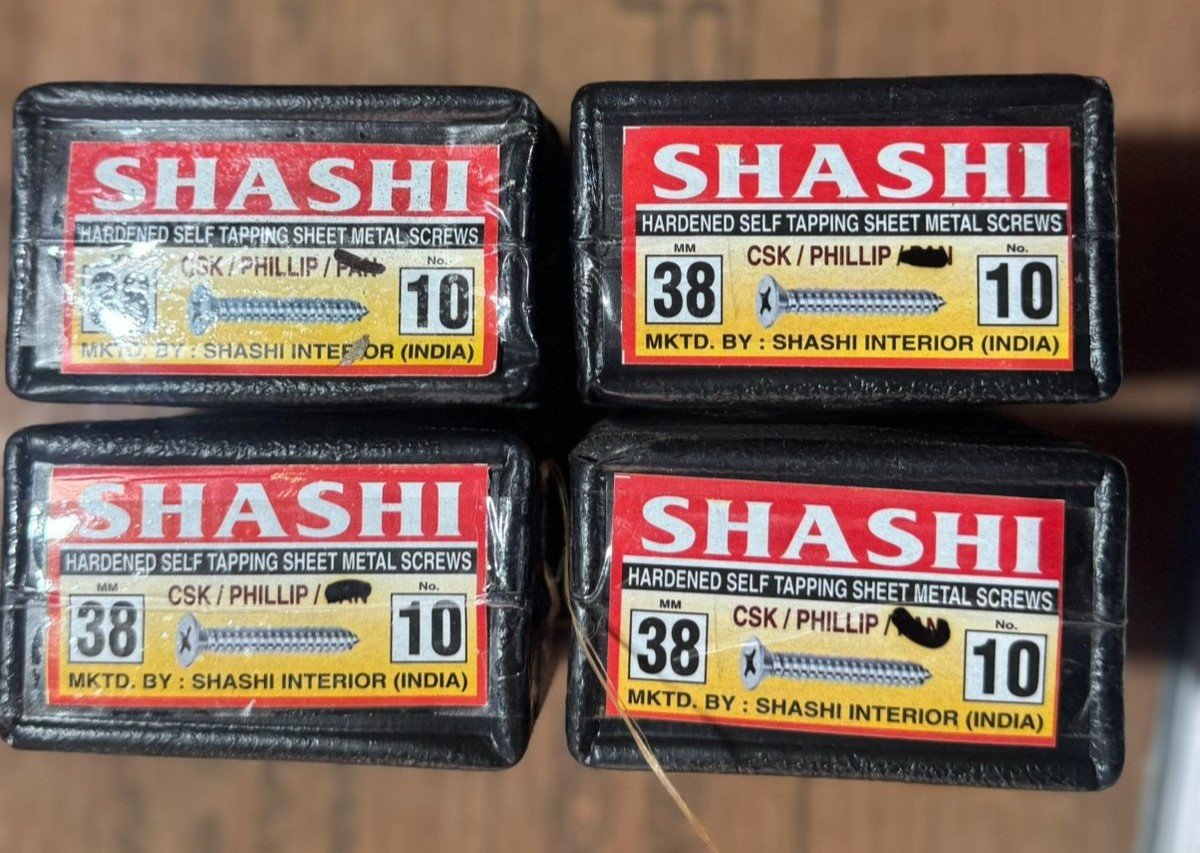 SHASHI
HARDENED SELF TAPPING SHEET METAL SCREWS
CSK / PHILLIP / PAN
No.
10
MKTD. BY : SHASHI INTERIOR (INDIA)
SHASHI
HARDENED SELF TAPPING SHEET METAL SCREWS
MM
CSK / PHILLIP
No.
38
10
MKTD. BY : SHASHI INTERIOR (INDIA)
SHASHI
HARDENED SELF TAPPING SHEET METAL SCREWS
MM
CSK / PHILLIP /
No.
38
10
MKTD. BY : SHASHI INTERIOR (INDIA)
SHASHI
HARDENED SELF TAPPING SHEET METAL SCREWS
MM
CSK / PHILLIP /
No.
38
10
MKTD. BY : SHASHI INTERIOR (INDIA)